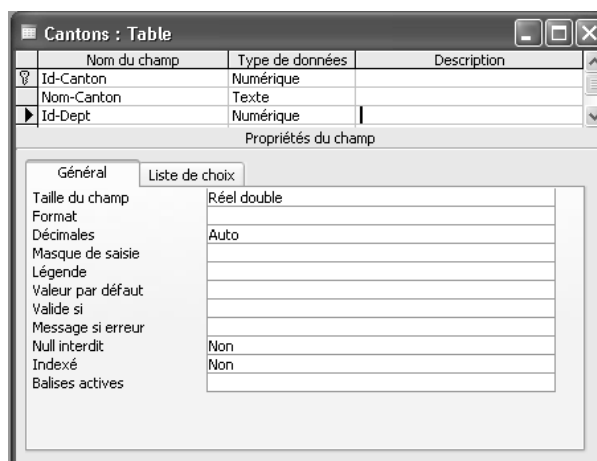 Cantons : Table
Nom du champ Type de données Description
Id-Canton Numérique
Nom-Canton Texte
Id-Dept Numérique
Propriétés du champ
Général Liste de choix
Taille du champ Réel double
Format
Décimales Auto
Masque de saisie
Légende
Valeur par défaut
Valide si
Message si erreur
Null interdit Non
Indexé Non
Balises actives